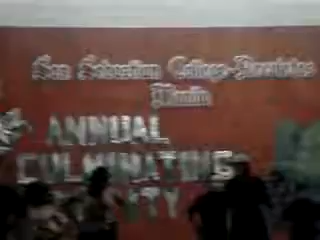 San Sebastian College-Recoletos
Manila
ANNUAL
CULMINATING